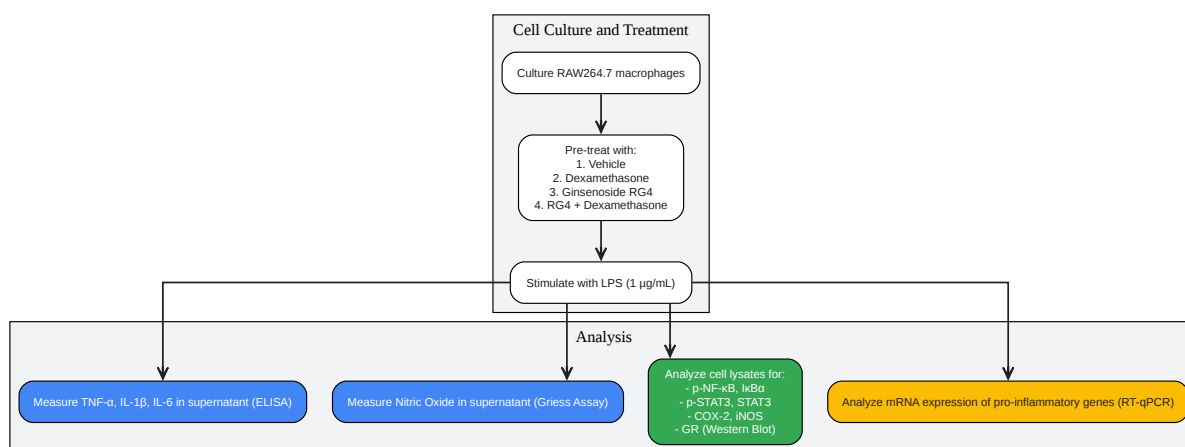 Cell Culture and Treatment
Culture RAW264.7 macrophages
Pre-treat with:
1. Vehicle
2. Dexamethasone
3. Ginsenoside RG4
4. RG4 + Dexamethasone
Stimulate with LPS (1 µg/mL)
Analysis
Measure TNF-α, IL-1β, IL-6 in supernatant (ELISA)
Measure Nitric Oxide in supernatant (Griess Assay)
Analyze cell lysates for:
- p-NF-κB, IκBα
- p-STAT3, STAT3
- COX-2, iNOS
- GR (Western Blot)
Analyze mRNA expression of pro-inflammatory genes (RT-qPCR)